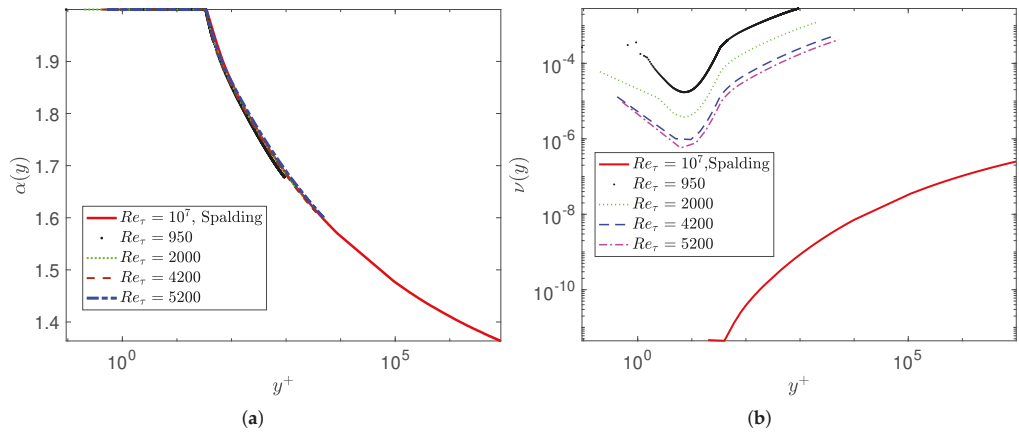 1.9
1.8
1.7
1.6
1.5
1.4
α(y)
Re_τ = 10^7, Spalding
Re_τ = 950
Re_τ = 2000
Re_τ = 4200
Re_τ = 5200
10^0
10^5
y^+
(a)
10^-4
10^-6
10^-8
10^-10
ν(y)
Re_τ = 10^7,Spalding
Re_τ = 950
Re_τ = 2000
Re_τ = 4200
Re_τ = 5200
10^0
10^5
y^+
(b)